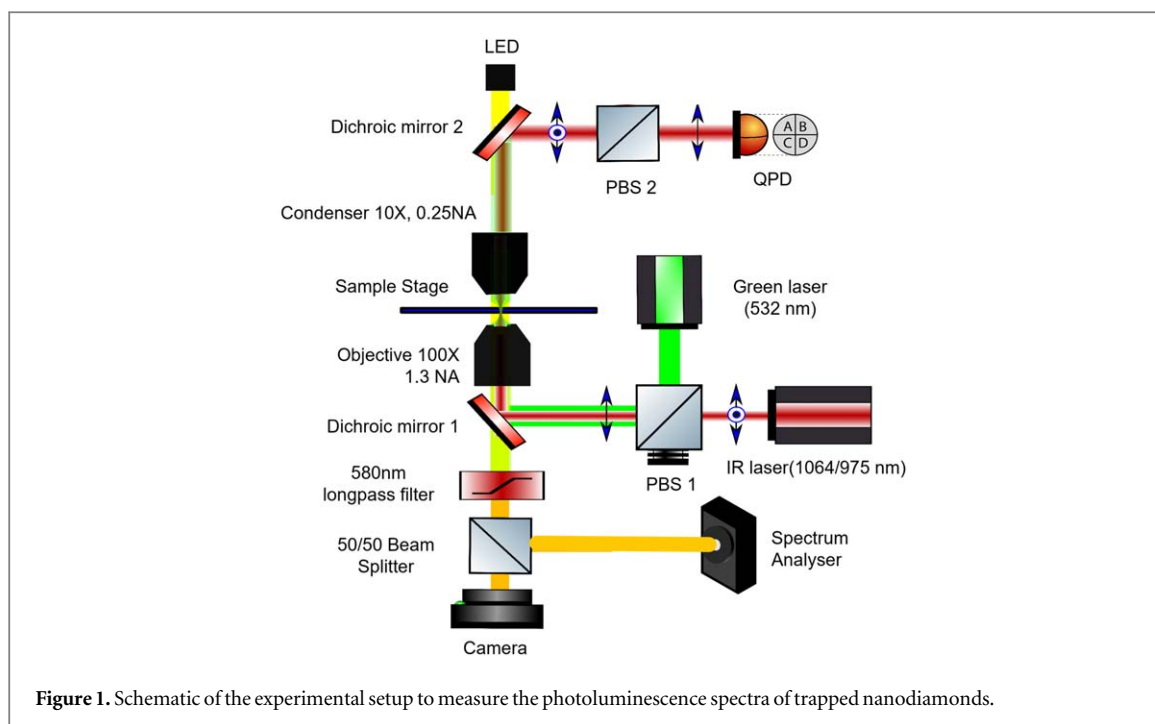 LED
Dichroic mirror 2
A B
C D
PBS 2
QPD
Condenser 10X, 0.25NA
Sample Stage
Green laser
(532 nm)
Objective 100X
1.3 NA
Dichroic mirror 1
IR laser(1064/975 nm)
PBS 1
580nm
longpass filter
50/50 Beam
Splitter
Spectrum
Analyser
Camera
Figure 1. Schematic of the experimental setup to measure the photoluminescence spectra of trapped nanodiamonds.